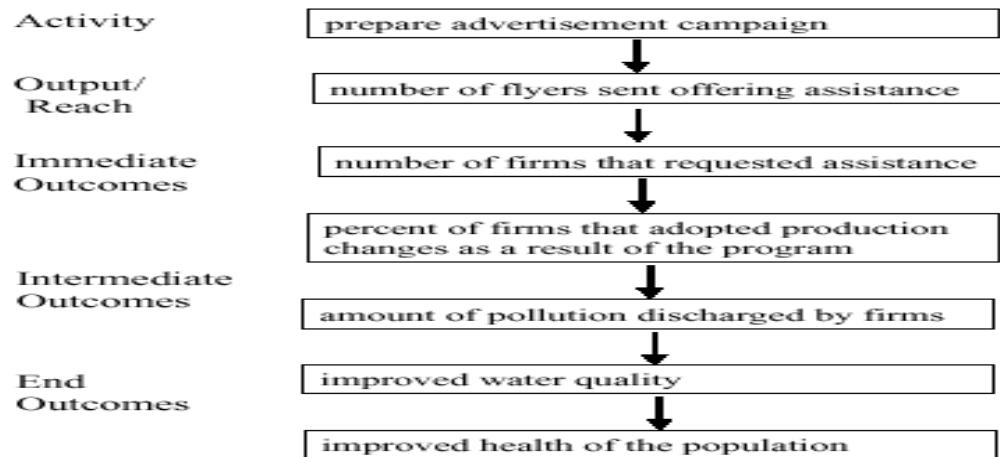 Activity
prepare advertisement campaign
Output/
Reach
number of flyers sent offering assistance
Immediate
Outcomes
number of firms that requested assistance
percent of firms that adopted production
changes as a result of the program
Intermediate
Outcomes
amount of pollution discharged by firms
End
Outcomes
improved water quality
improved health of the population